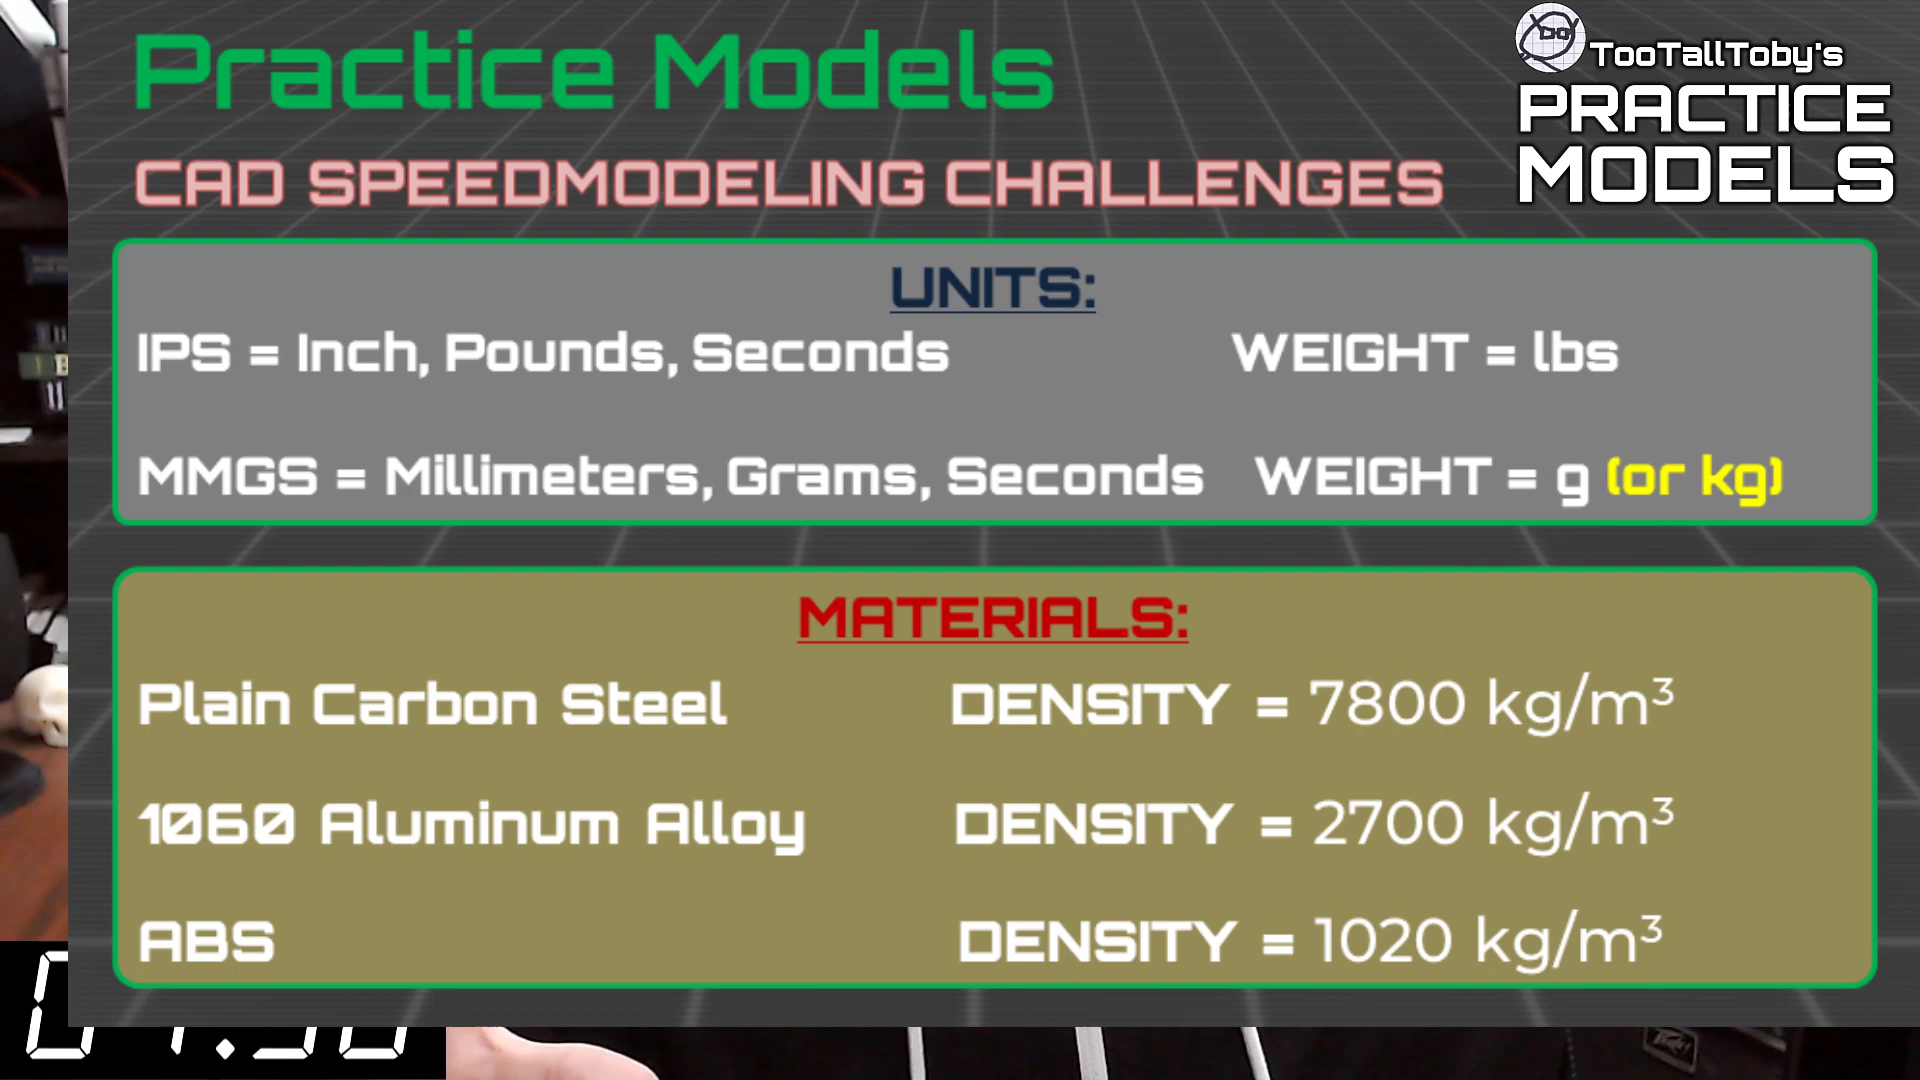 Practice Models
TooTallToby's
PRACTICE
MODELS
CAD SPEEDMODELING CHALLENGES
UNITS:
IPS = Inch, Pounds, Seconds WEIGHT = lbs
MMGS = Millimeters, Grams, Seconds WEIGHT = g (or kg)
MATERIALS:
Plain Carbon Steel DENSITY = 7800 kg/m³
1060 Aluminum Alloy DENSITY = 2700 kg/m³
ABS DENSITY = 1020 kg/m³